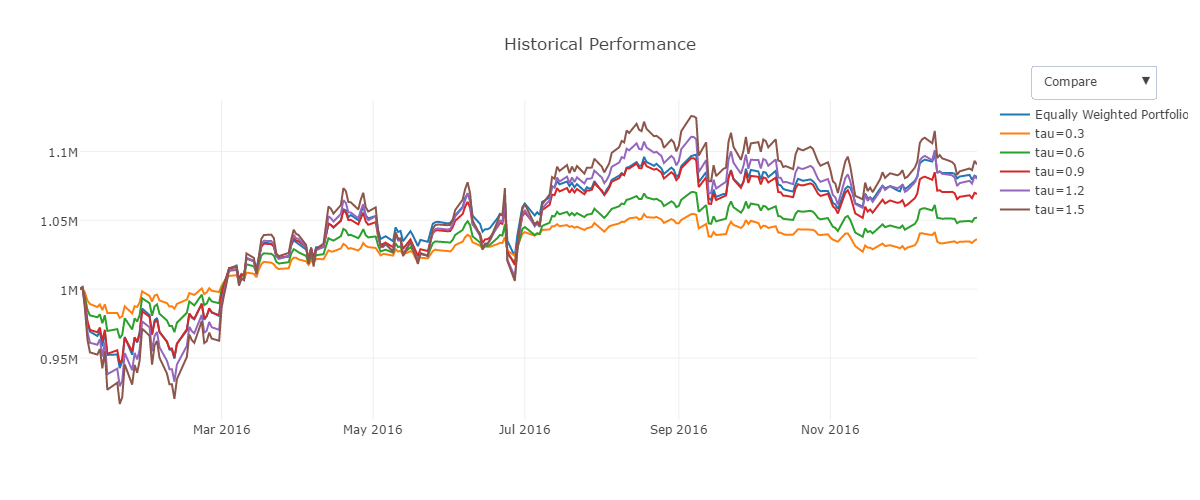 Historical Performance
Compare ▼
Equally Weighted Portfolio
tau=0.3
tau=0.6
tau=0.9
tau=1.2
tau=1.5
1.1M
1.05M
1M
0.95M
Mar 2016
May 2016
Jul 2016
Sep 2016
Nov 2016